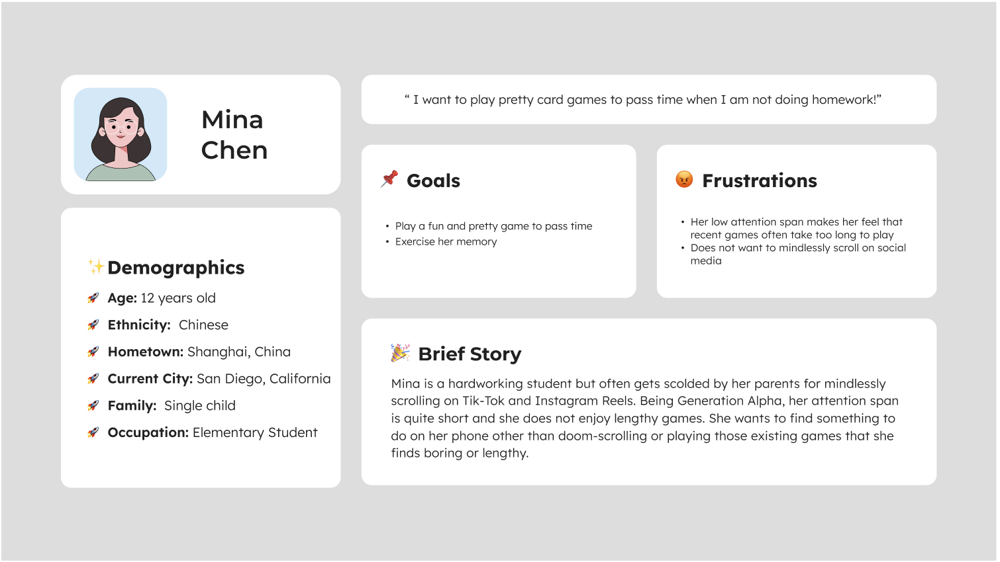 Mina
Chen
✨Demographics
🚀 Age: 12 years old
🚀 Ethnicity: Chinese
🚀 Hometown: Shanghai, China
🚀 Current City: San Diego, California
🚀 Family: Single child
🚀 Occupation: Elementary Student
“ I want to play pretty card games to pass time when I am not doing homework!”
📌 Goals
• Play a fun and pretty game to pass time
• Exercise her memory
😡 Frustrations
• Her low attention span makes her feel that
recent games often take too long to play
• Does not want to mindlessly scroll on social
media
🎉 Brief Story
Mina is a hardworking student but often gets scolded by her parents for mindlessly
scrolling on Tik-Tok and Instagram Reels. Being Generation Alpha, her attention span
is quite short and she does not enjoy lengthy games. She wants to find something to
do on her phone other than doom-scrolling or playing those existing games that she
finds boring or lengthy.